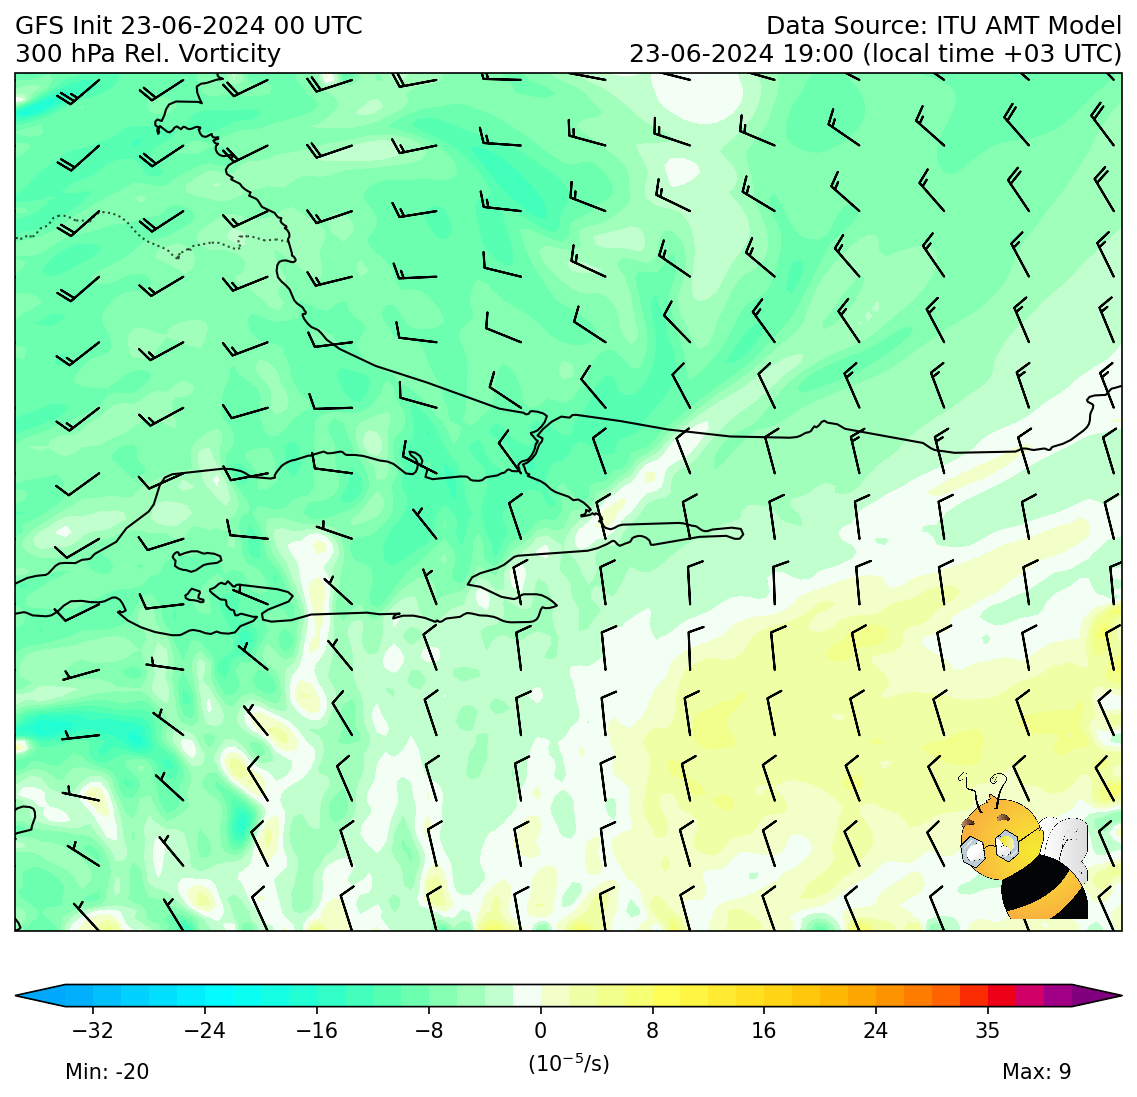 GFS Init 23-06-2024 00 UTC
Data Source: ITU AMT Model
300 hPa Rel. Vorticity
23-06-2024 19:00 (local time +03 UTC)
−32 −24 −16 −8 0 8 16 24 35
(10⁻⁵/s)
Min: -20
Max: 9